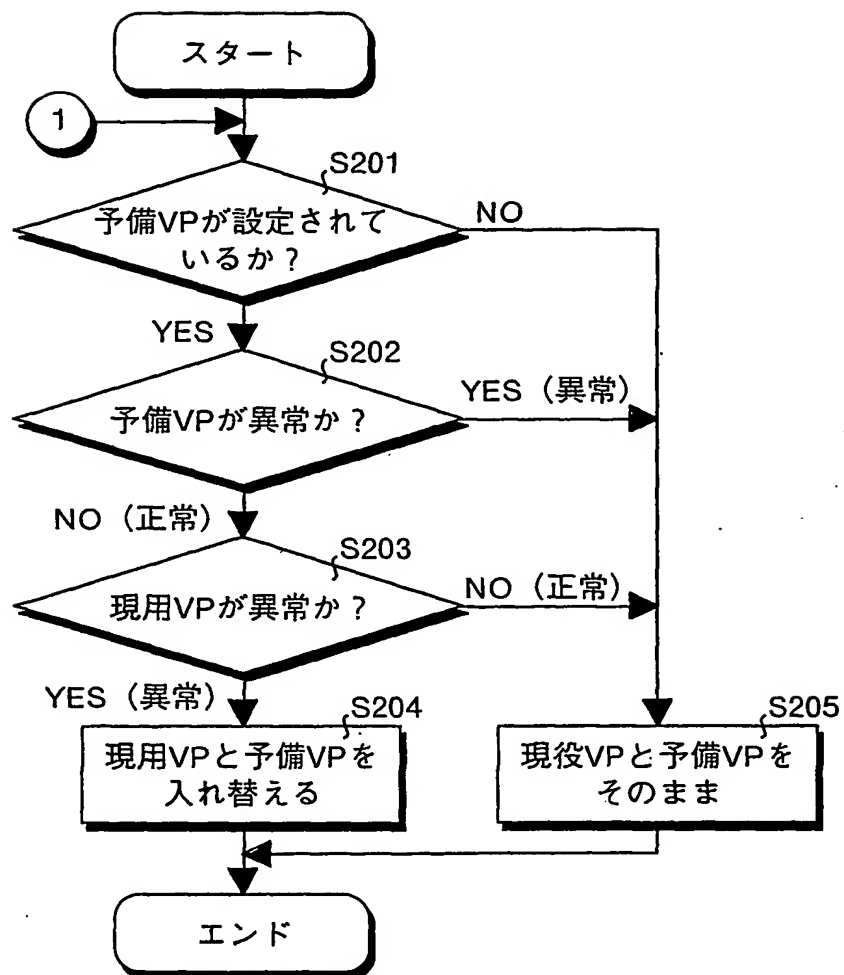 スタート
1
S201
予備VPが設定されて
いるか？
NO
YES
S202
予備VPが異常か？
YES（異常）
NO（正常）
S203
現用VPが異常か？
NO（正常）
YES（異常）
S204
現用VPと予備VPを
入れ替える
S205
現役VPと予備VPを
そのまま
エンド